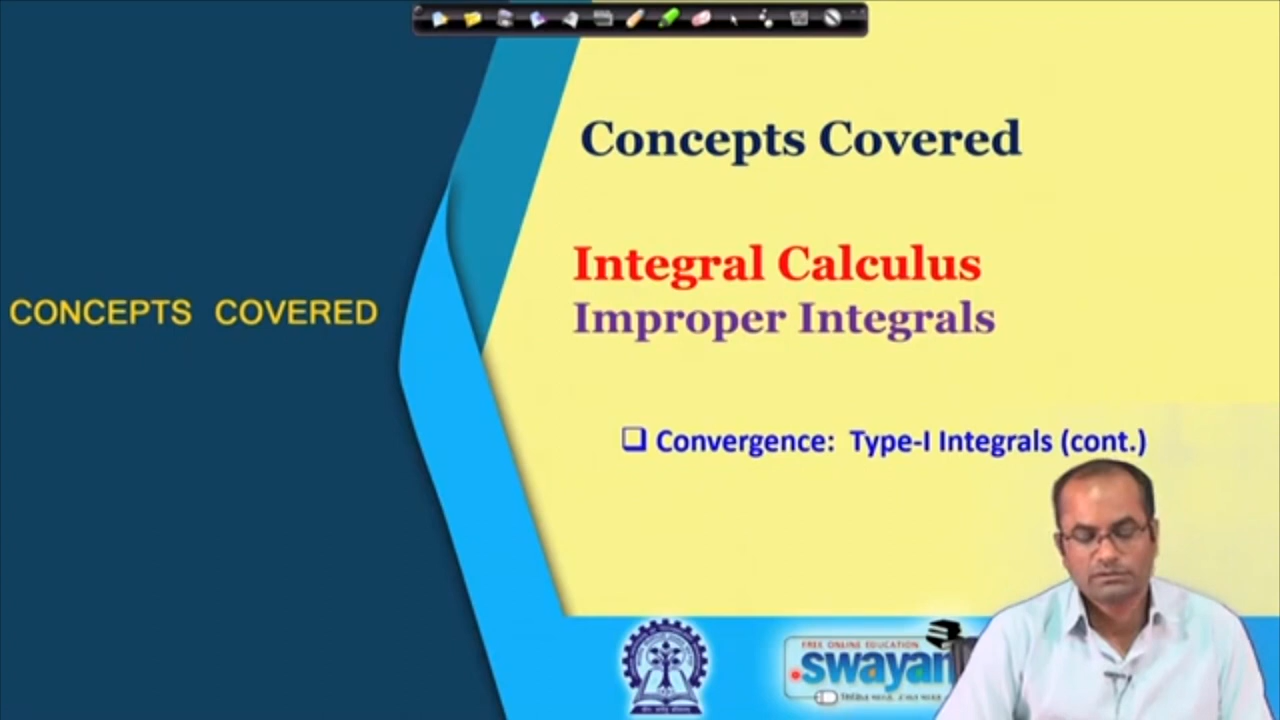 CONCEPTS COVERED
Concepts Covered
Integral Calculus
Improper Integrals
Convergence: Type-I Integrals (cont.)
FREE ONLINE EDUCATION
swayam